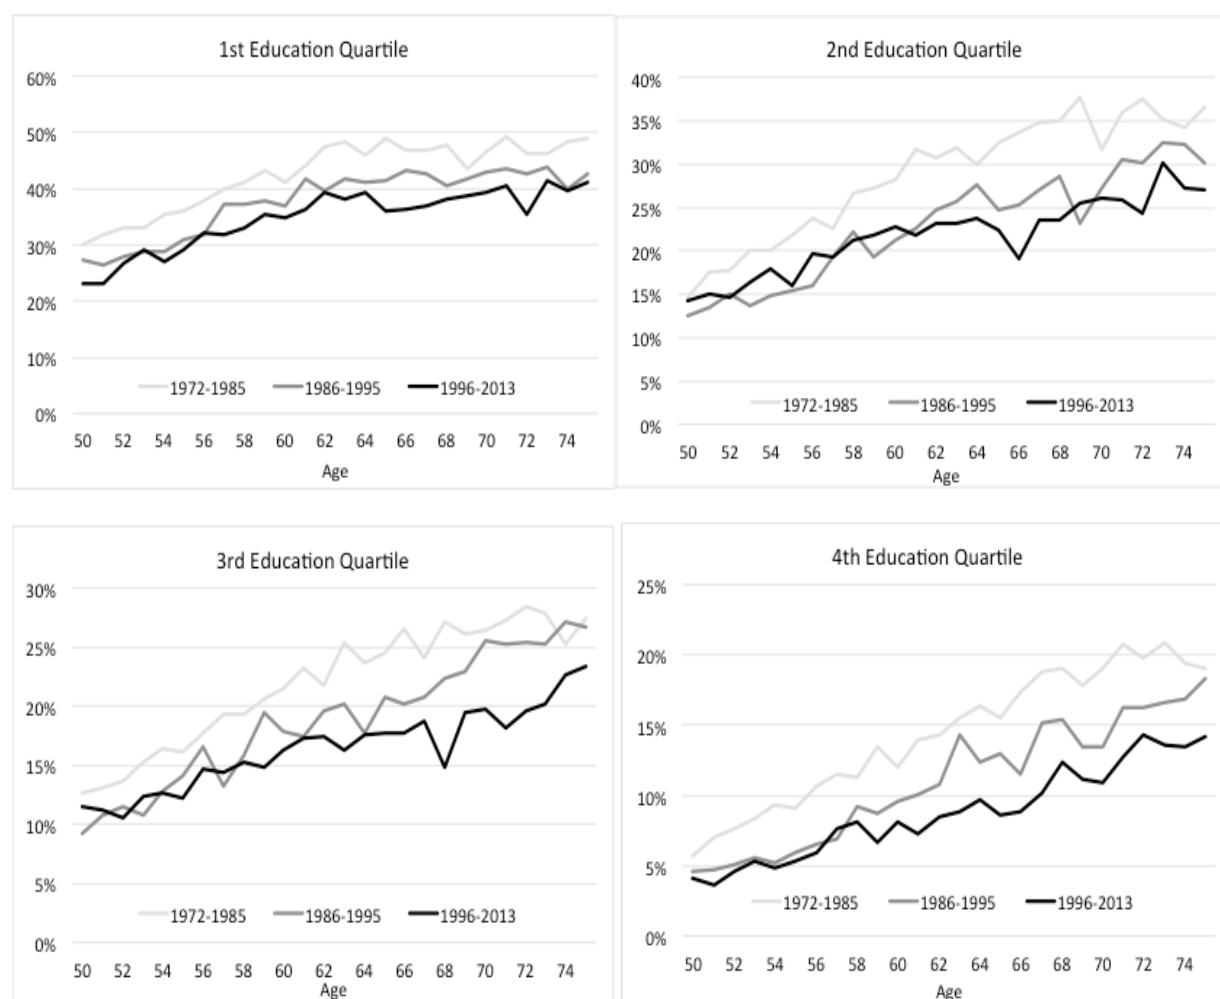 1st Education Quartile
60%
50%
40%
30%
20%
10%
0%
1972-1985 1986-1995 1996-2013
50 52 54 56 58 60 62 64 66 68 70 72 74
Age
2nd Education Quartile
40%
35%
30%
25%
20%
15%
10%
5%
0%
1972-1985 1986-1995 1996-2013
50 52 54 56 58 60 62 64 66 68 70 72 74
Age
3rd Education Quartile
30%
25%
20%
15%
10%
5%
0%
1972-1985 1986-1995 1996-2013
50 52 54 56 58 60 62 64 66 68 70 72 74
Age
4th Education Quartile
25%
20%
15%
10%
5%
0%
1972-1985 1986-1995 1996-2013
50 52 54 56 58 60 62 64 66 68 70 72 74
Age